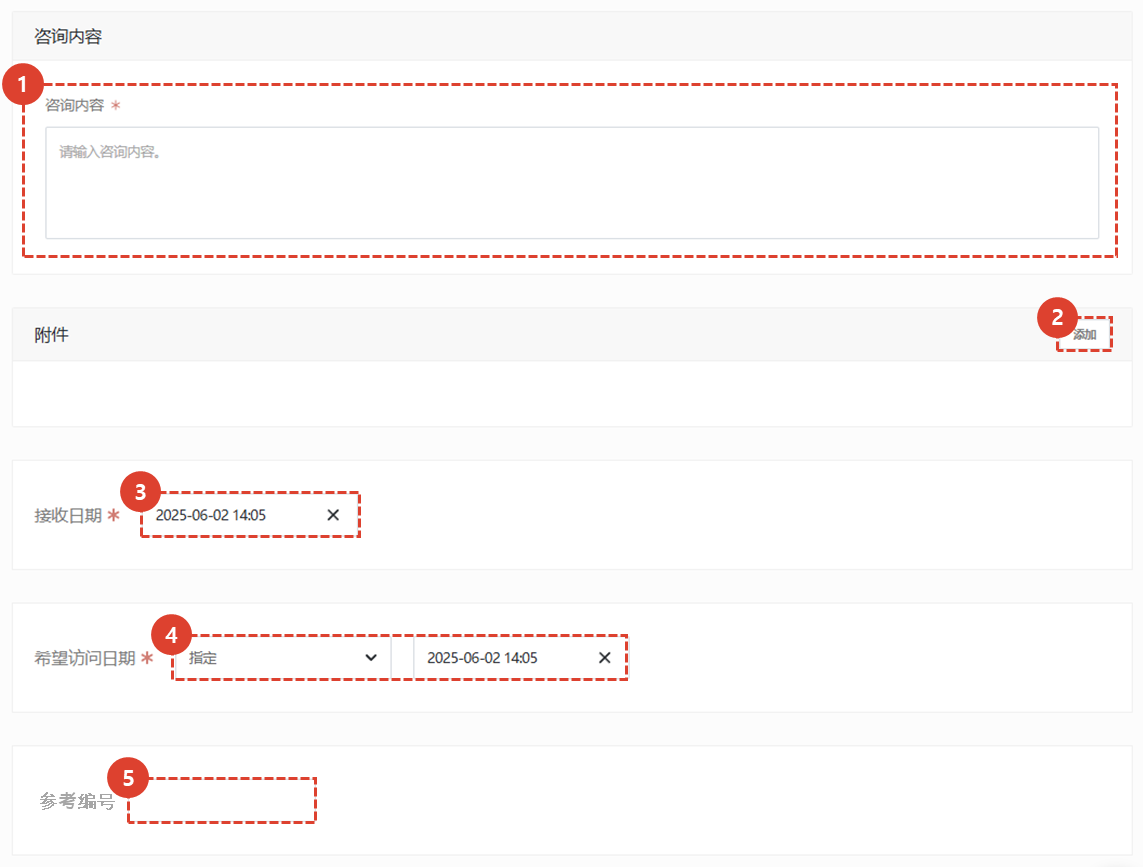 咨询内容
1
咨询内容 *
请输入咨询内容。
附件
2
添加
3
接收日期 * 2025-06-02 14:05
4
希望访问日期 * 指定 2025-06-02 14:05
5
参考编号